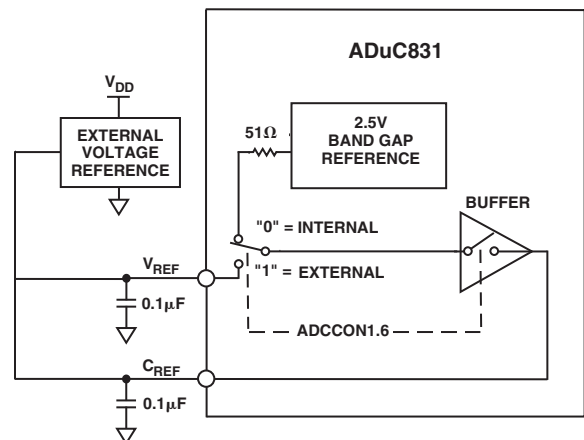 ADuC831
VDD
EXTERNAL
VOLTAGE
REFERENCE
51Ω
2.5V
BAND GAP
REFERENCE
BUFFER
"0" = INTERNAL
VREF
"1" = EXTERNAL
0.1μF
ADCCON1.6
CREF
0.1μF